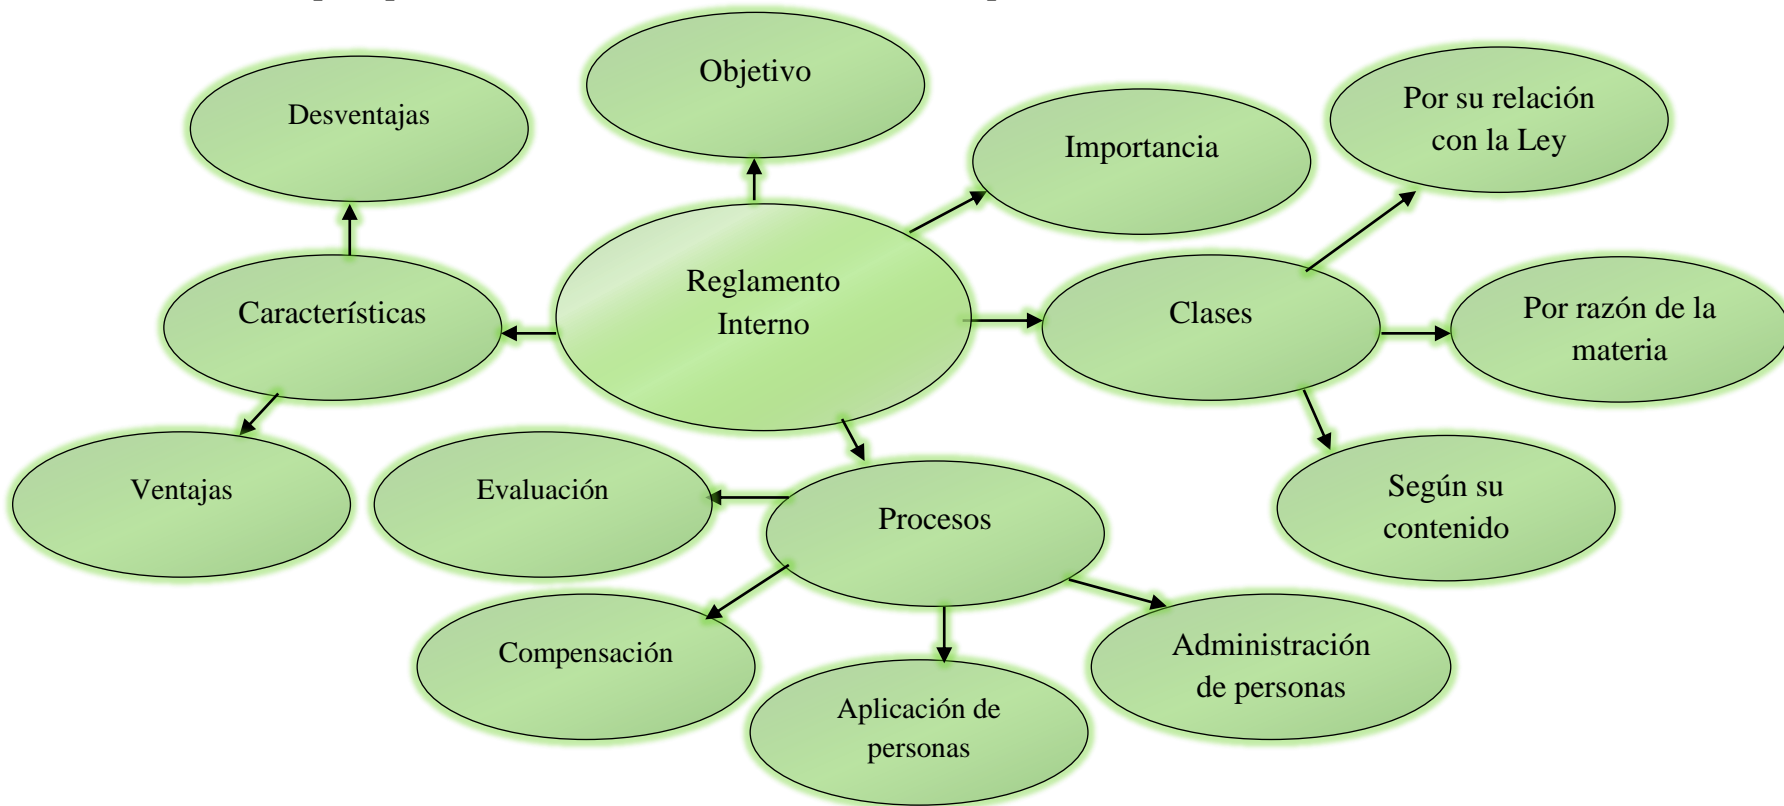 Objetivo
Desventajas
Por su relación
con la Ley
Importancia
Reglamento
Interno
Características
Clases
Por razón de la
materia
Ventajas
Evaluación
Procesos
Según su
contenido
Compensación
Administración
de personas
Aplicación de
personas